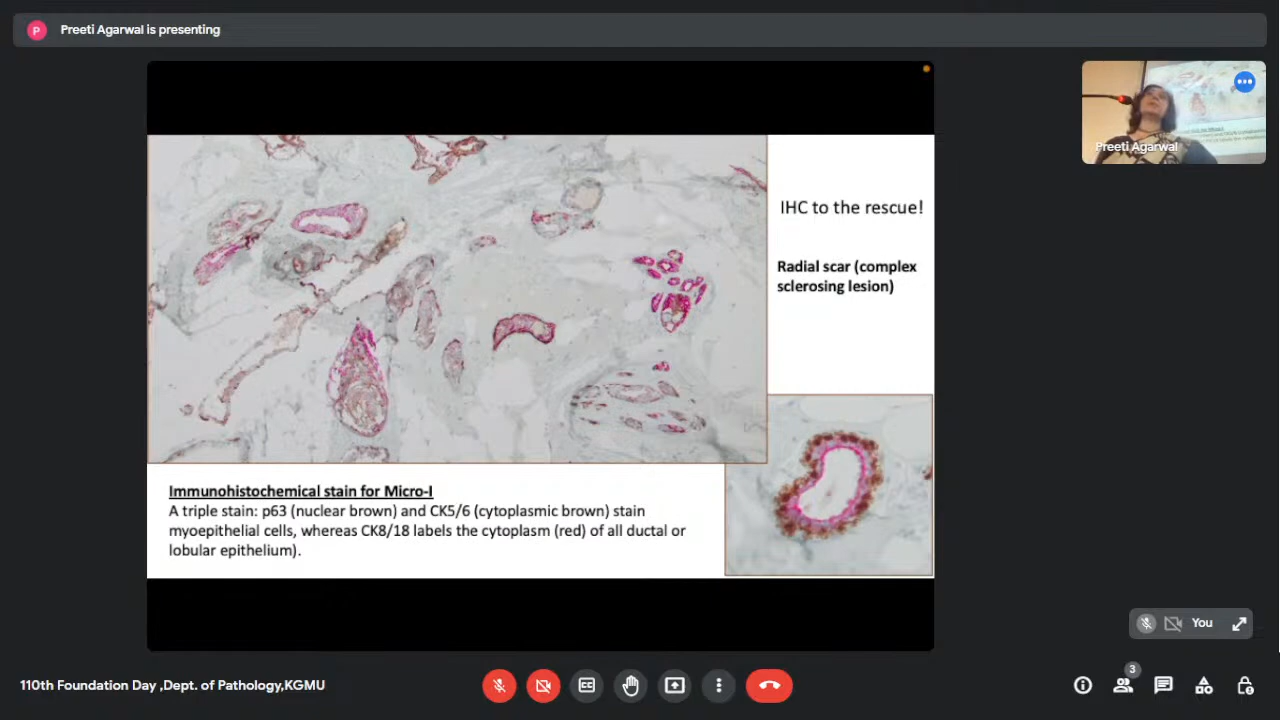 P
Preeti Agarwal is presenting
Preeti Agarwal
IHC to the rescue!
Radial scar (complex
sclerosing lesion)
Immunohistochemical stain for Micro-I
A triple stain: p63 (nuclear brown) and CK5/6 (cytoplasmic brown) stain
myoepithelial cells, whereas CK8/18 labels the cytoplasm (red) of all ductal or
lobular epithelium).
You
3
110th Foundation Day ,Dept. of Pathology,KGMU